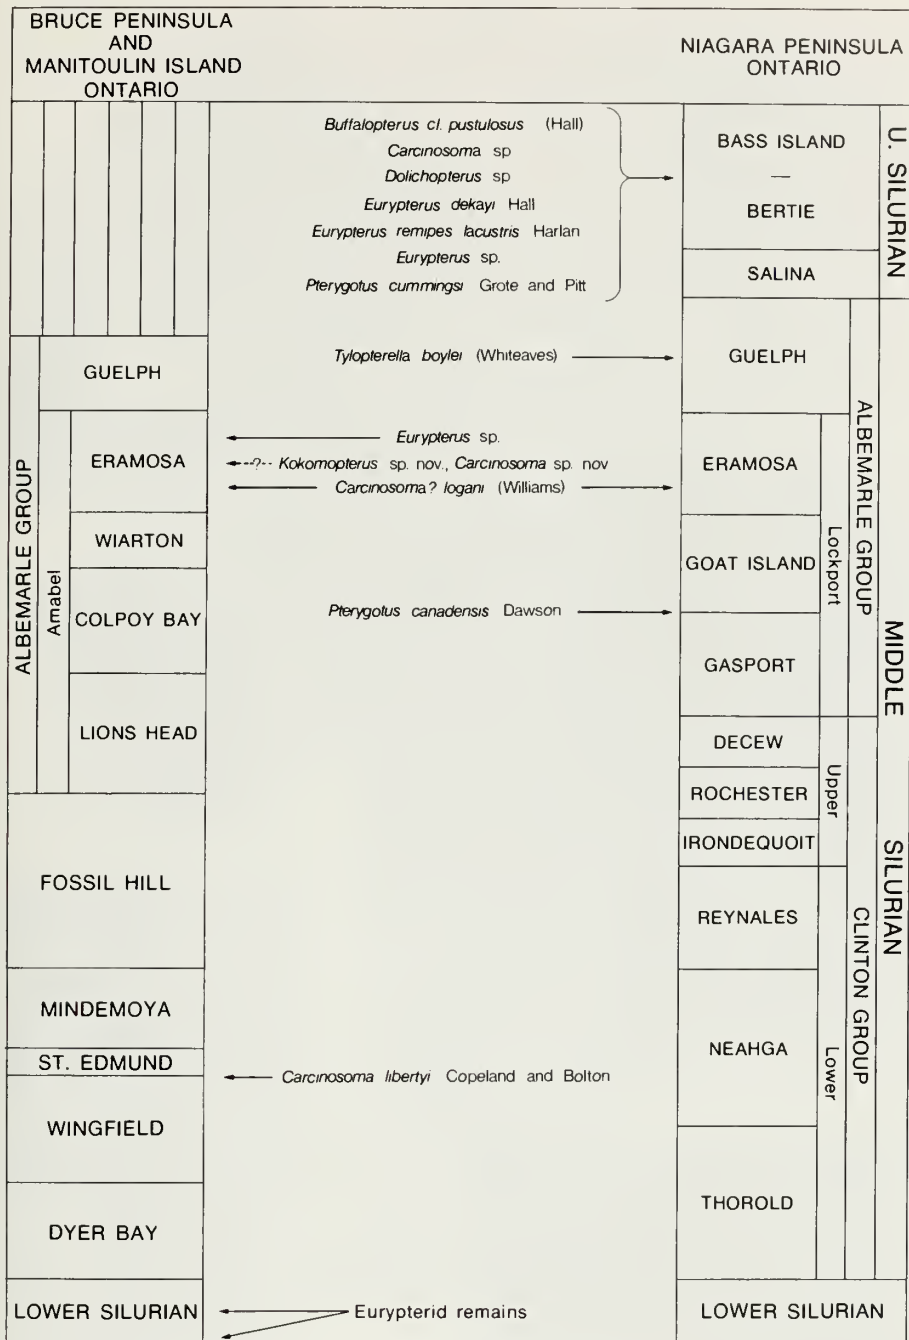 BRUCE PENINSULA
AND
MANITOULIN ISLAND
ONTARIO
NIAGARA PENINSULA
ONTARIO
Buffalopterus cl. pustulosus (Hall)
Carcinosoma sp
Dolichopterus sp
Eurypterus dekayi Hall
Eurypterus remipes lacustris Harlan
Eurypterus sp.
Pterygotus cummingsi Grote and Pitt
BASS ISLAND
—
BERTIE
SALINA
U. SILURIAN
GUELPH
Tylopterella boylei (Whiteaves)
GUELPH
Eurypterus sp.
ERAMOSA
--?-- Kokomopterus sp. nov., Carcinosoma sp. nov
ERAMOSA
Carcinosoma? logani (Williams)
WIARTON
GOAT ISLAND
COLPOY BAY
Pterygotus canadensis Dawson
GASPORT
LIONS HEAD
Amabel
ALBEMARLE GROUP
Lockport
ALBEMARLE GROUP
MIDDLE
SILURIAN
DECEW
ROCHESTER
IRONDEQUOIT
Upper
FOSSIL HILL
REYNALES
MINDEMOYA
NEAHGA
ST. EDMUND
Carcinosoma libertyi Copeland and Bolton
Lower
CLINTON GROUP
WINGFIELD
THOROLD
DYER BAY
LOWER SILURIAN
Eurypterid remains
LOWER SILURIAN